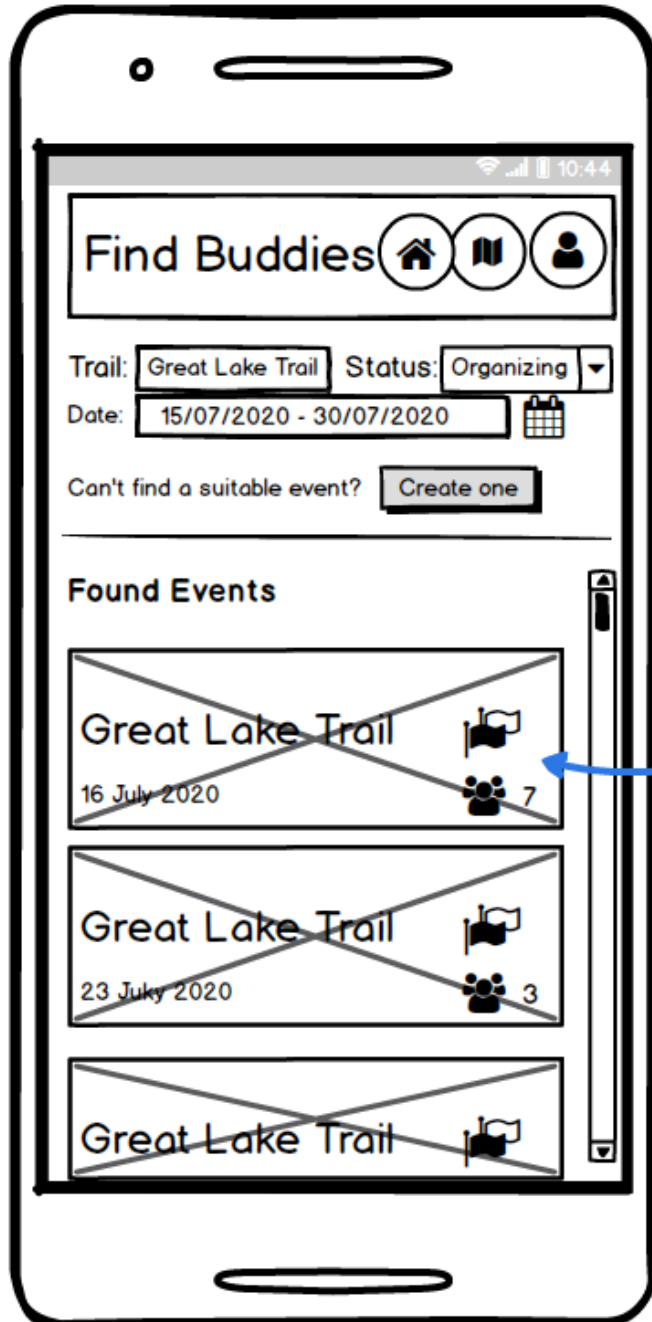 10:44
Find Buddies
Trail: Great Lake Trail Status: Organizing
Date: 15/07/2020 - 30/07/2020
Can't find a suitable event? Create one
Found Events
Great Lake Trail
16 July 2020 7
Great Lake Trail
23 Juky 2020 3
Great Lake Trail